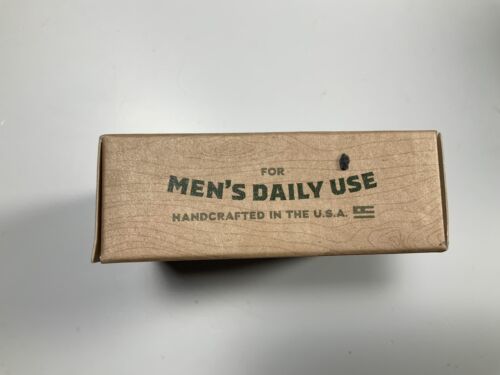 FOR
MEN'S DAILY USE
HANDCRAFTED IN THE U.S.A.